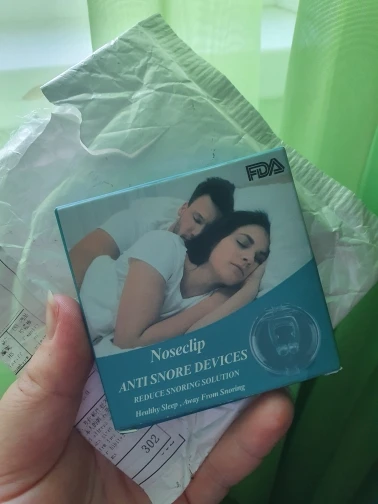 FDA
Noseclip
ANTI SNORE DEVICES
REDUCE SNORING SOLUTION
Healthy Sleep , Away From Snoring
302